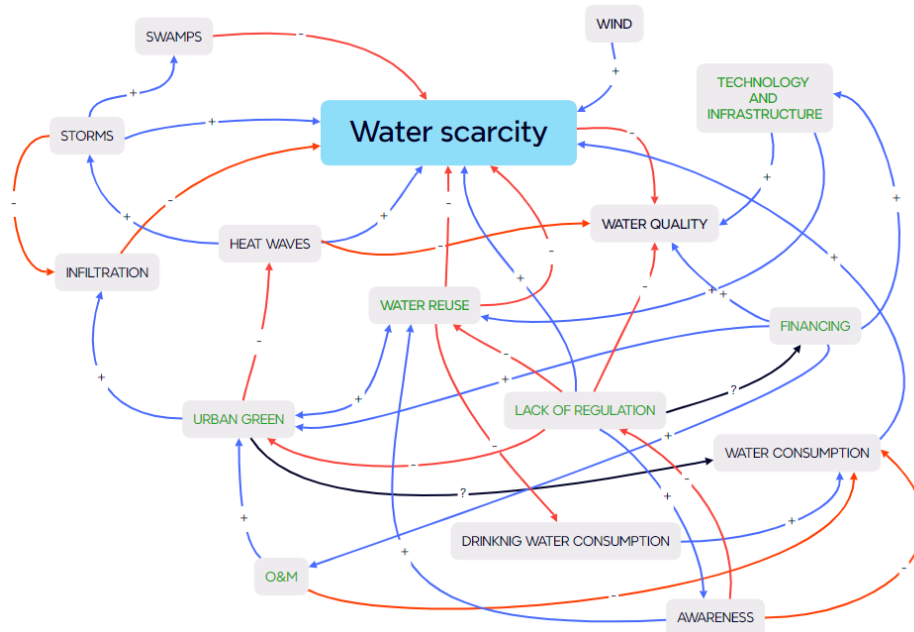 SWAMPS
WIND
TECHNOLOGY
AND
INFRASTRUCTURE
STORMS
Water scarcity
WATER QUALITY
HEAT WAVES
INFILTRATION
WATER REUSE
FINANCING
URBAN GREEN
LACK OF REGULATION
WATER CONSUMPTION
DRINKNIG WATER CONSUMPTION
O&M
AWARENESS
-
+
+
+
+
-
-
-
+
+
-
+
-
-
+
+
+
-
++
+
+
-
-
-
+
+
?
-
+
-
-
?
+
-
+
+
+
-
-